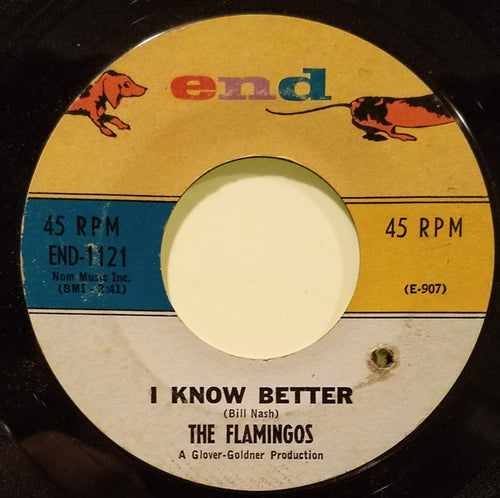 end
45 RPM
END-1121
Nom Music Inc.
(BMI - 2:41)
45 RPM
(E-907)
I KNOW BETTER
(Bill Nash)
THE FLAMINGOS
A Glover-Goldner Production